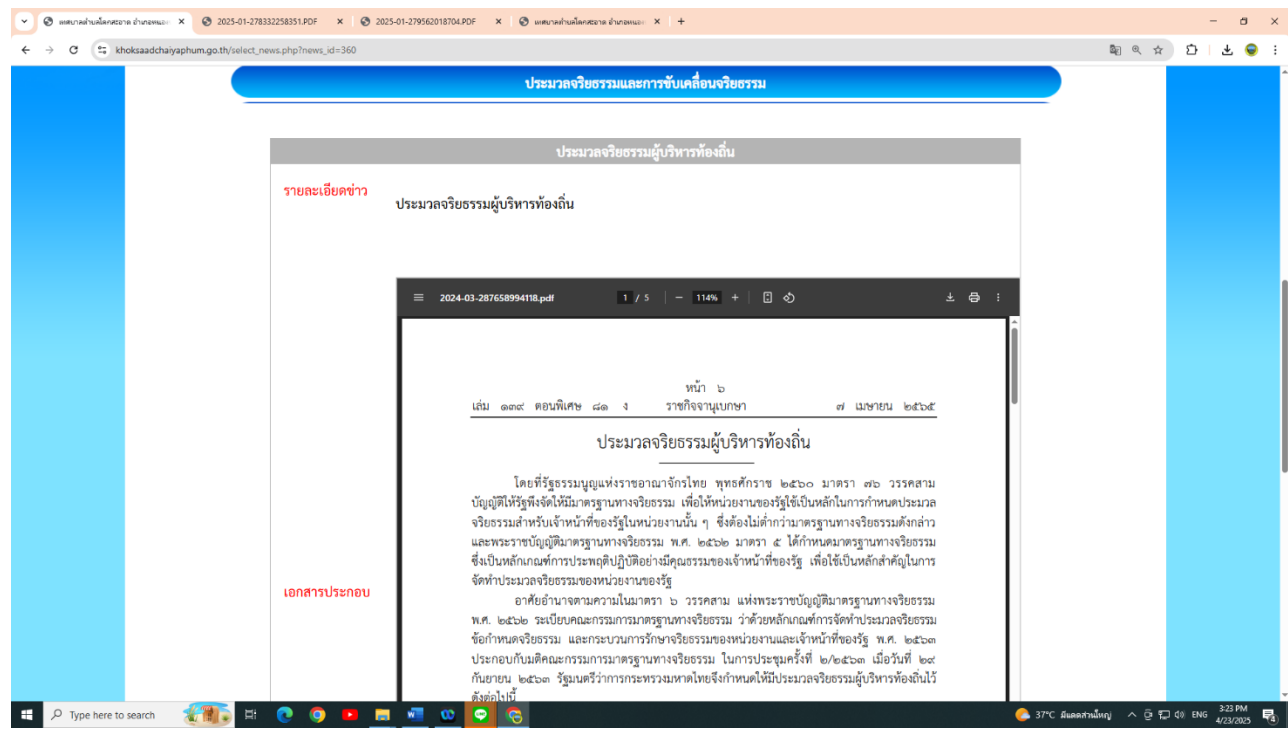 2025-01-278332258351.PDF
2025-01-279562018704.PDF
khoksaadchaiyaphum.go.th/select_news.php?news_id=360
ประมวลจริยธรรมและการขับเคลื่อนจริยธรรม
ประมวลจริยธรรมผู้บริหารท้องถิ่น
รายละเอียดข่าว
ประมวลจริยธรรมผู้บริหารท้องถิ่น
2024-03-287658994118.pdf 1 / 5 114%
หน้า ๖
เล่ม ๑๓๙ ตอนพิเศษ ๘๑ ง ราชกิจจานุเบกษา ๗ เมษายน ๒๕๖๕
ประมวลจริยธรรมผู้บริหารท้องถิ่น
โดยที่รัฐธรรมนูญแห่งราชอาณาจักรไทย พุทธศักราช ๒๕๖๐ มาตรา ๗๖ วรรคสาม
บัญญัติให้รัฐพึงจัดให้มีมาตรฐานทางจริยธรรม เพื่อให้หน่วยงานของรัฐใช้เป็นหลักในการกำหนดประมวล
จริยธรรมสำหรับเจ้าหน้าที่ของรัฐในหน่วยงานนั้น ๆ ซึ่งต้องไม่ต่ำกว่ามาตรฐานทางจริยธรรมดังกล่าว
และพระราชบัญญัติมาตรฐานทางจริยธรรม พ.ศ. ๒๕๖๒ มาตรา ๕ ได้กำหนดมาตรฐานทางจริยธรรม
ซึ่งเป็นหลักเกณฑ์การประพฤติปฏิบัติอย่างมีคุณธรรมของเจ้าหน้าที่ของรัฐ เพื่อใช้เป็นหลักสำคัญในการ
จัดทำประมวลจริยธรรมของหน่วยงานของรัฐ
เอกสารประกอบ
อาศัยอำนาจตามความในมาตรา ๖ วรรคสาม แห่งพระราชบัญญัติมาตรฐานทางจริยธรรม
พ.ศ. ๒๕๖๒ ระเบียบคณะกรรมการมาตรฐานทางจริยธรรม ว่าด้วยหลักเกณฑ์การจัดทำประมวลจริยธรรม
ข้อกำหนดจริยธรรม และกระบวนการรักษาจริยธรรมของหน่วยงานและเจ้าหน้าที่ของรัฐ พ.ศ. ๒๕๖๓
ประกอบกับมติคณะกรรมการมาตรฐานทางจริยธรรม ในการประชุมครั้งที่ ๒/๒๕๖๓ เมื่อวันที่ ๒๙
กันยายน ๒๕๖๓ รัฐมนตรีว่าการกระทรวงมหาดไทยจึงกำหนดให้มีประมวลจริยธรรมผู้บริหารท้องถิ่นไว้
ดังต่อไปนี้
Type here to search
37°C มีแดดส่วนใหญ่ ENG 3:23 PM
4/23/2025